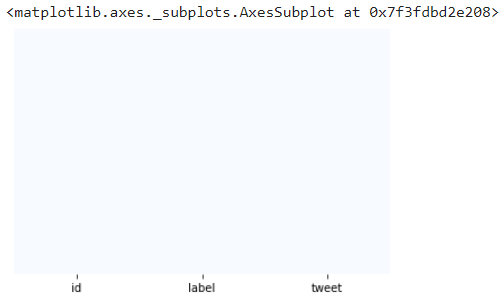 <matplotlib.axes._subplots.AxesSubplot at 0x7f3fdbd2e208>
id label tweet